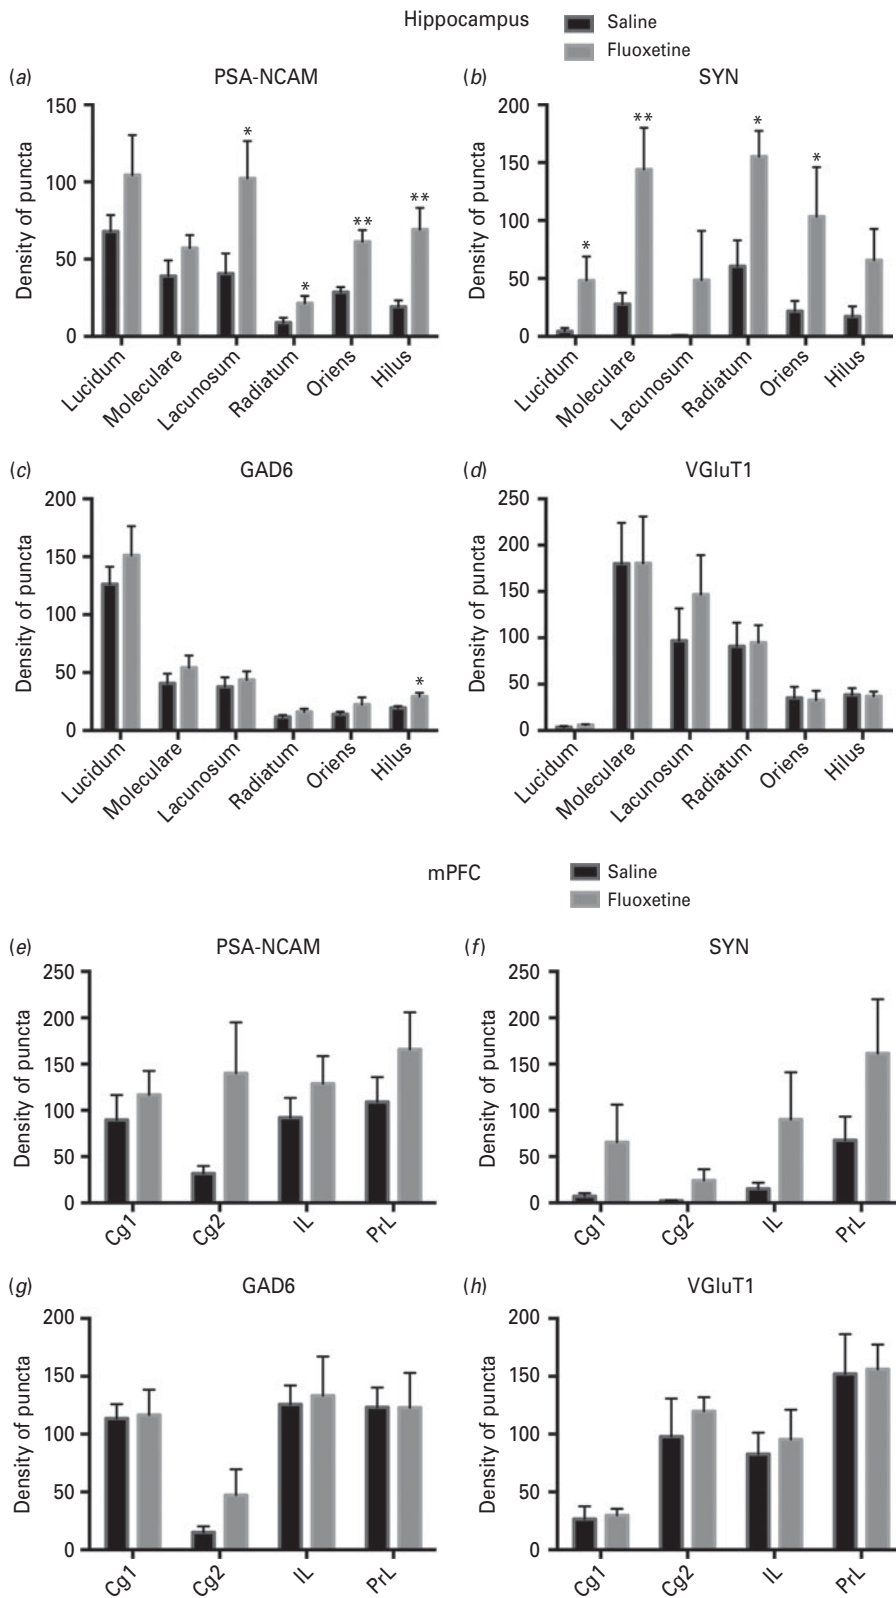 Hippocampus
Saline
Fluoxetine
(a) PSA-NCAM
150
100
50
0
Density of puncta
* * ** **
Lucidum Moleculare Lacunosum Radiatum Oriens Hilus
(b) SYN
200
150
100
50
0
Density of puncta
* ** * *
Lucidum Moleculare Lacunosum Radiatum Oriens Hilus
(c) GAD6
200
150
100
50
0
Density of puncta
*
Lucidum Moleculare Lacunosum Radiatum Oriens Hilus
(d) VGluT1
250
200
150
100
50
0
Density of puncta
Lucidum Moleculare Lacunosum Radiatum Oriens Hilus
mPFC
Saline
Fluoxetine
(e) PSA-NCAM
250
200
150
100
50
0
Density of puncta
Cg1 Cg2 IL PrL
(f) SYN
250
200
150
100
50
0
Density of puncta
Cg1 Cg2 IL PrL
(g) GAD6
200
150
100
50
0
Density of puncta
Cg1 Cg2 IL PrL
(h) VGluT1
200
150
100
50
0
Density of puncta
Cg1 Cg2 IL PrL